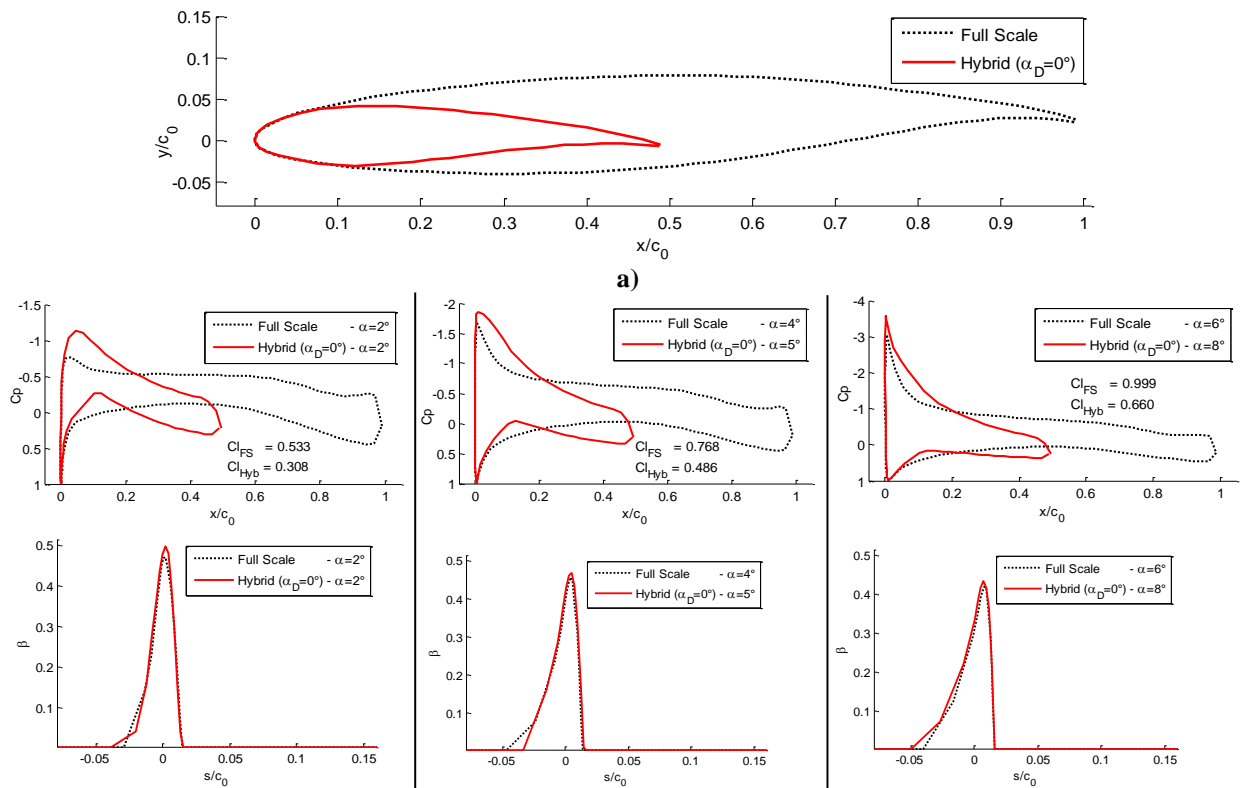 0.15
0.1
0.05
0
-0.05
y/c0
Full Scale
Hybrid (αD=0°)
0 0.1 0.2 0.3 0.4 0.5 0.6 0.7 0.8 0.9 1
x/c0
a)
-1.5
-1
-0.5
0
0.5
1
Cp
Full Scale - α=2°
Hybrid (αD=0°) - α=2°
ClFS = 0.533
ClHyb = 0.308
0 0.2 0.4 0.6 0.8 1
x/c0
-2
-1.5
-1
-0.5
0
0.5
1
Cp
Full Scale - α=4°
Hybrid (αD=0°) - α=5°
ClFS = 0.768
ClHyb = 0.486
0 0.2 0.4 0.6 0.8 1
x/c0
-4
-3
-2
-1
0
1
Cp
Full Scale - α=6°
Hybrid (αD=0°) - α=8°
ClFS = 0.999
ClHyb = 0.660
0 0.2 0.4 0.6 0.8 1
x/c0
0.5
0.4
0.3
0.2
0.1
β
Full Scale - α=2°
Hybrid (αD=0°) - α=2°
-0.05 0 0.05 0.1 0.15
s/c0
0.5
0.4
0.3
0.2
0.1
β
Full Scale - α=4°
Hybrid (αD=0°) - α=5°
-0.05 0 0.05 0.1 0.15
s/c0
0.5
0.4
0.3
0.2
0.1
β
Full Scale - α=6°
Hybrid (αD=0°) - α=8°
-0.05 0 0.05 0.1 0.15
s/c0